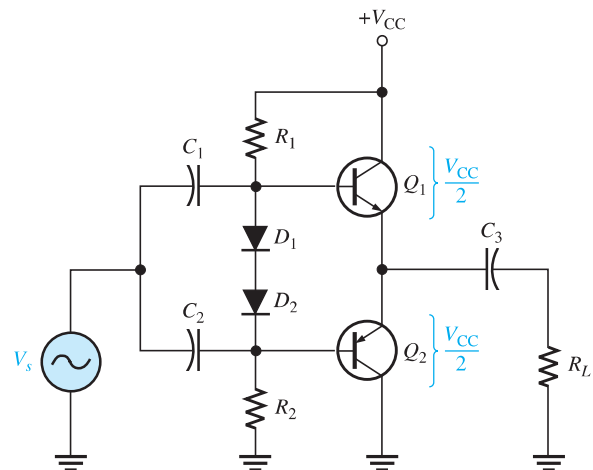 +V_CC
R_1
C_1
Q_1
V_CC
2
D_1
C_3
D_2
C_2
Q_2
V_CC
2
V_s
R_L
R_2